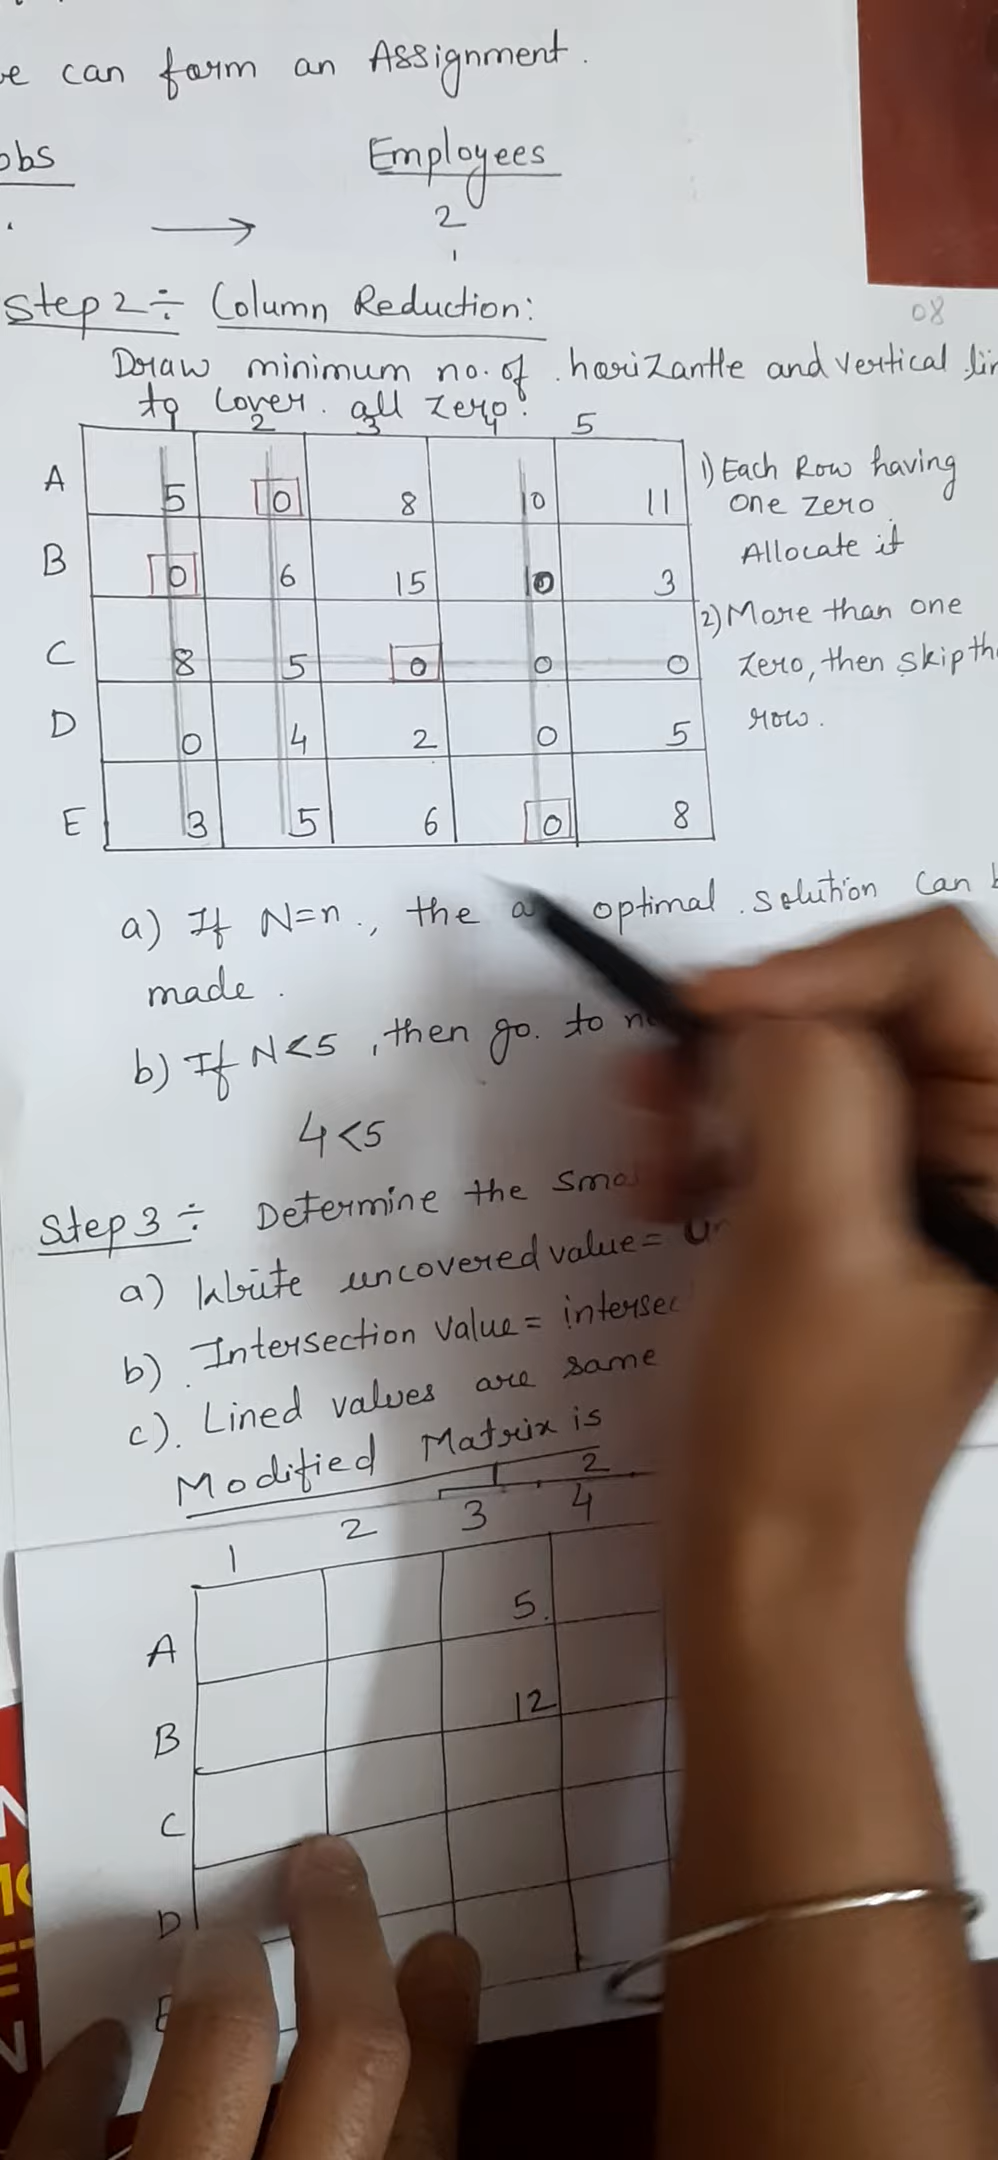 can form an Assignment.
obs Employees
2
1
Step 2 ÷ Column Reduction:
08
Draw minimum no. of horizantle and vertical lin
to cover all zero.
1 2 3 4 5
A 5 0 8 10 11
B 0 6 15 10 3
C 8 5 0 0 0
D 0 4 2 0 5
E 3 5 6 0 8
1) Each Row having
one zero
Allocate it
2) More than one
zero, then skip th
row.
a) If N=n., the optimal solution can b
made.
b) If N<5, then go. to
4<5
Step 3 ÷ Determine the sma
a) Write uncovered value =
b). Intersection Value = intersec
c). Lined values are same
Modified Matrix is
2
1 2 3 4
A 5.
B 12
C
D
E